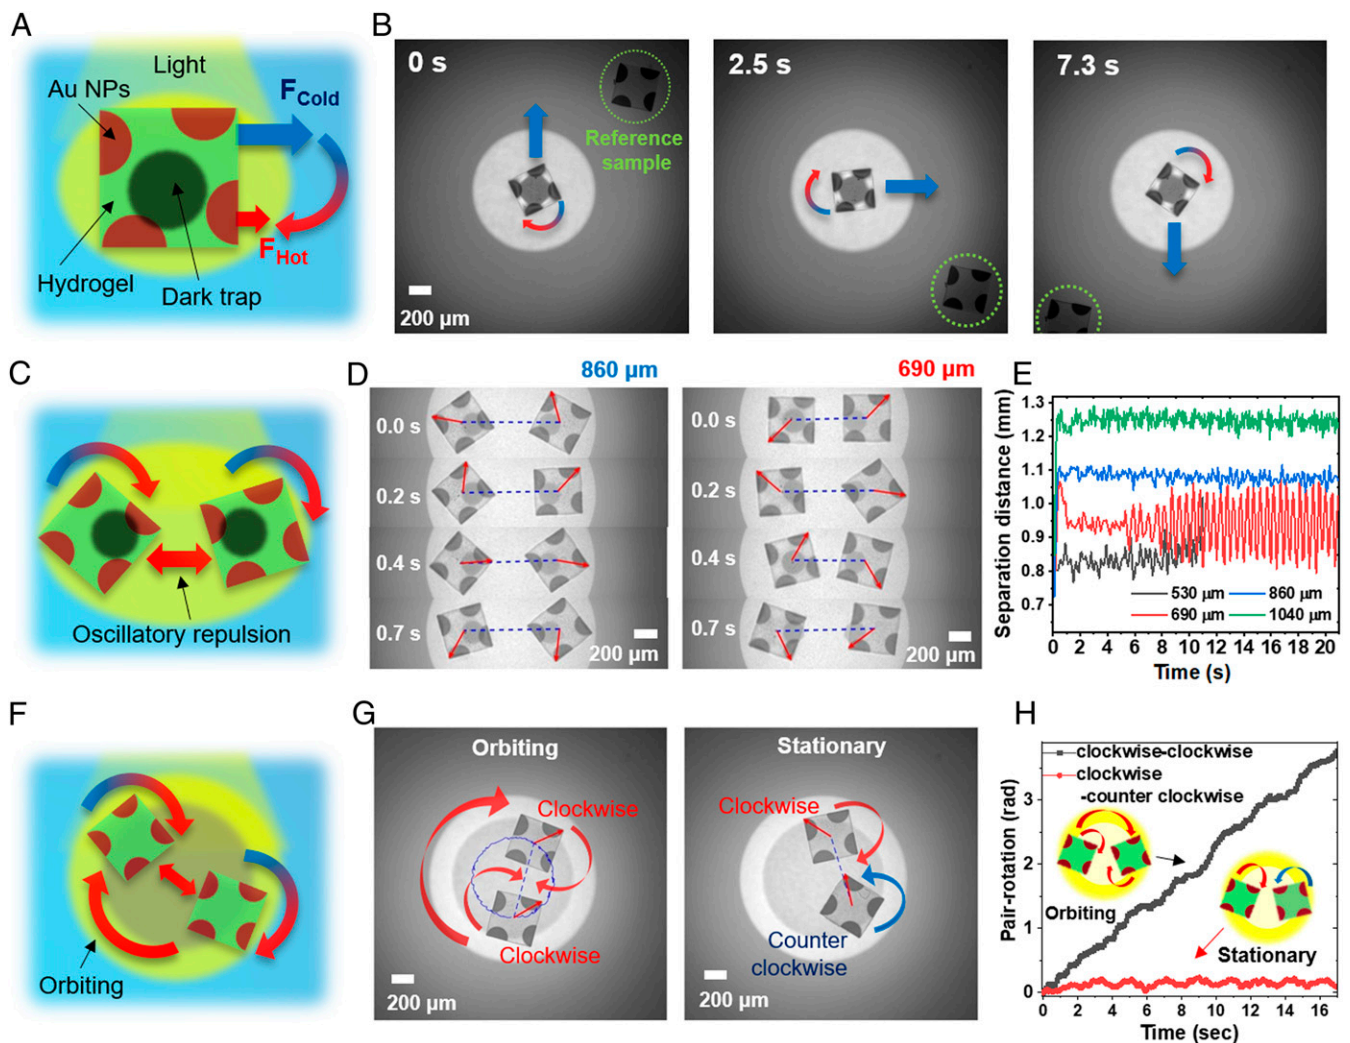 A
Light
Au NPs
F Cold
F Hot
Hydrogel
Dark trap
B
0 s
Reference
sample
200 µm
2.5 s
7.3 s
C
Oscillatory repulsion
D
860 µm
0.0 s
0.2 s
0.4 s
0.7 s
200 µm
690 µm
0.0 s
0.2 s
0.4 s
0.7 s
200 µm
E
Separation distance (mm)
1.3
1.2
1.1
1.0
0.9
0.8
0.7
530 µm
860 µm
690 µm
1040 µm
0 2 4 6 8 10 12 14 16 18 20
Time (s)
F
Orbiting
G
Orbiting
Clockwise
Clockwise
200 µm
Stationary
Clockwise
Counter
clockwise
200 µm
H
Pair-rotation (rad)
3
2
1
0
clockwise-clockwise
clockwise
-counter clockwise
Orbiting
Stationary
0 2 4 6 8 10 12 14 16
Time (sec)